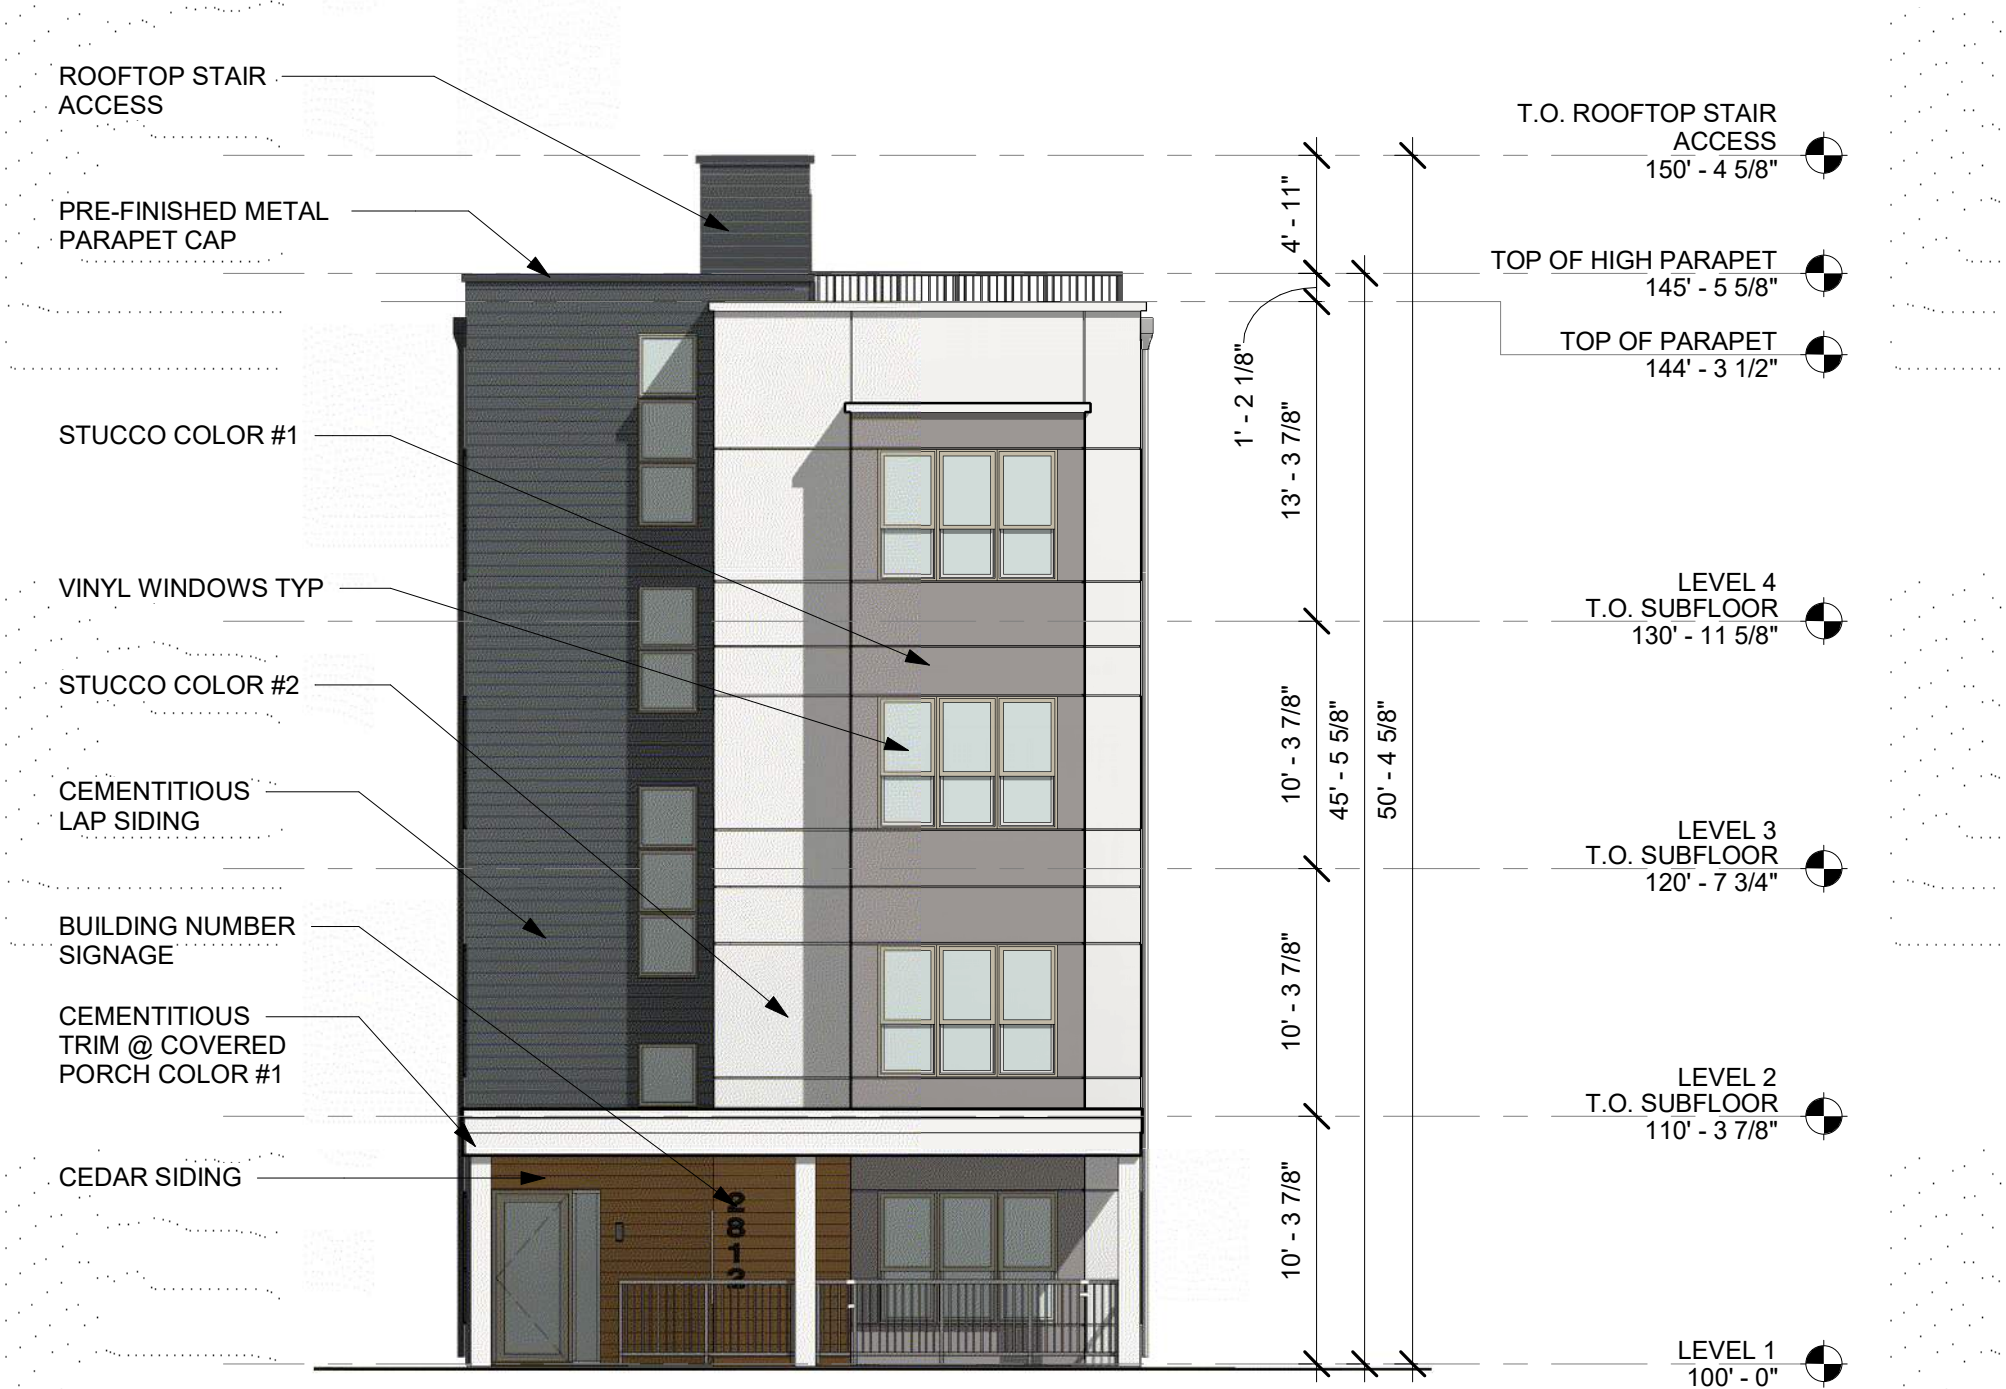 ROOFTOP STAIR
ACCESS
PRE-FINISHED METAL
PARAPET CAP
STUCCO COLOR #1
VINYL WINDOWS TYP
STUCCO COLOR #2
CEMENTITIOUS
LAP SIDING
BUILDING NUMBER
SIGNAGE
CEMENTITIOUS
TRIM @ COVERED
PORCH COLOR #1
CEDAR SIDING
2812
4' - 11"
1' - 2 1/8"
13' - 3 7/8"
10' - 3 7/8"
10' - 3 7/8"
10' - 3 7/8"
45' - 5 5/8"
50' - 4 5/8"
T.O. ROOFTOP STAIR
ACCESS
150' - 4 5/8"
TOP OF HIGH PARAPET
145' - 5 5/8"
TOP OF PARAPET
144' - 3 1/2"
LEVEL 4
T.O. SUBFLOOR
130' - 11 5/8"
LEVEL 3
T.O. SUBFLOOR
120' - 7 3/4"
LEVEL 2
T.O. SUBFLOOR
110' - 3 7/8"
LEVEL 1
100' - 0"